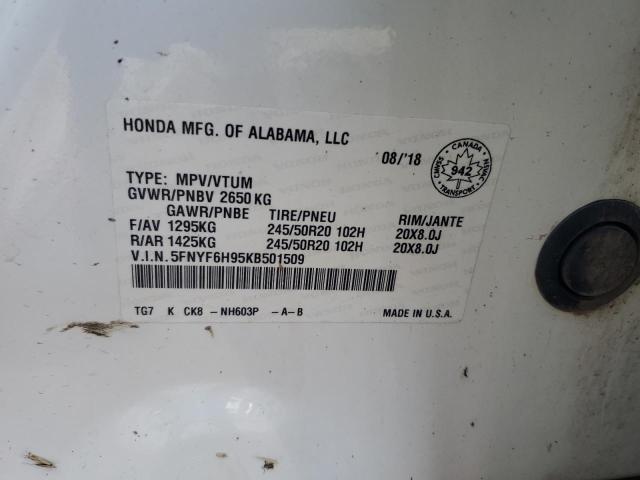 HONDA MFG. OF ALABAMA, LLC
08/'18
CANADA
942
TRANSPORT
TYPE: MPV/VTUM
GVWR/PNBV 2650 KG
GAWR/PNBE TIRE/PNEU RIM/JANTE
F/AV 1295KG 245/50R20 102H 20X8.0J
R/AR 1425KG 245/50R20 102H 20X8.0J
V.I.N.5FNYF6H95KB501509
TG7 K CK8 -NH603P -A-B MADE IN U.S.A.